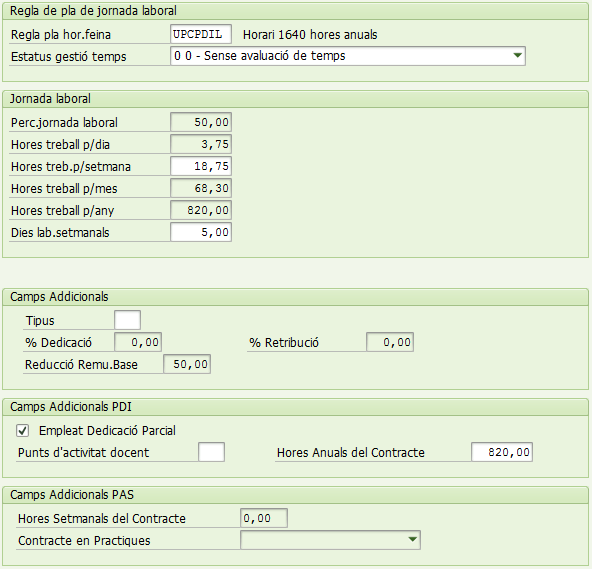 Regla de pla de jornada laboral
Regla pla hor.feina UPCPDIL Horari 1640 hores anuals
Estatus gestió temps 0 0 - Sense avaluació de temps
Jornada laboral
Perc.jornada laboral 50,00
Hores treball p/dia 3,75
Hores treb.p/setmana 18,75
Hores treball p/mes 68,30
Hores treball p/any 820,00
Dies lab.setmanals 5,00
Camps Addicionals
Tipus
% Dedicació 0,00 % Retribució 0,00
Reducció Remu.Base 50,00
Camps Addicionals PDI
Empleat Dedicació Parcial
Punts d'activitat docent Hores Anuals del Contracte 820,00
Camps Addicionals PAS
Hores Setmanals del Contracte 0,00
Contracte en Practiques